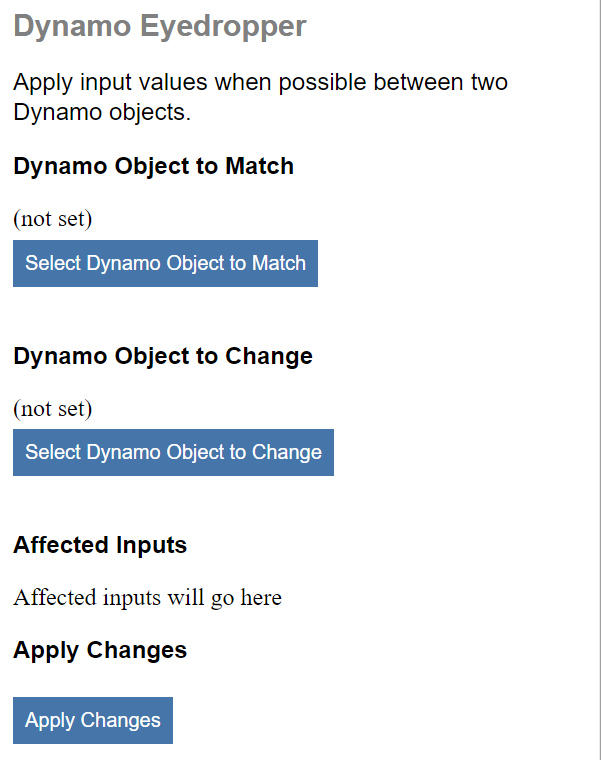 Dynamo Eyedropper
Apply input values when possible between two
Dynamo objects.
Dynamo Object to Match
(not set)
Select Dynamo Object to Match
Dynamo Object to Change
(not set)
Select Dynamo Object to Change
Affected Inputs
Affected inputs will go here
Apply Changes
Apply Changes